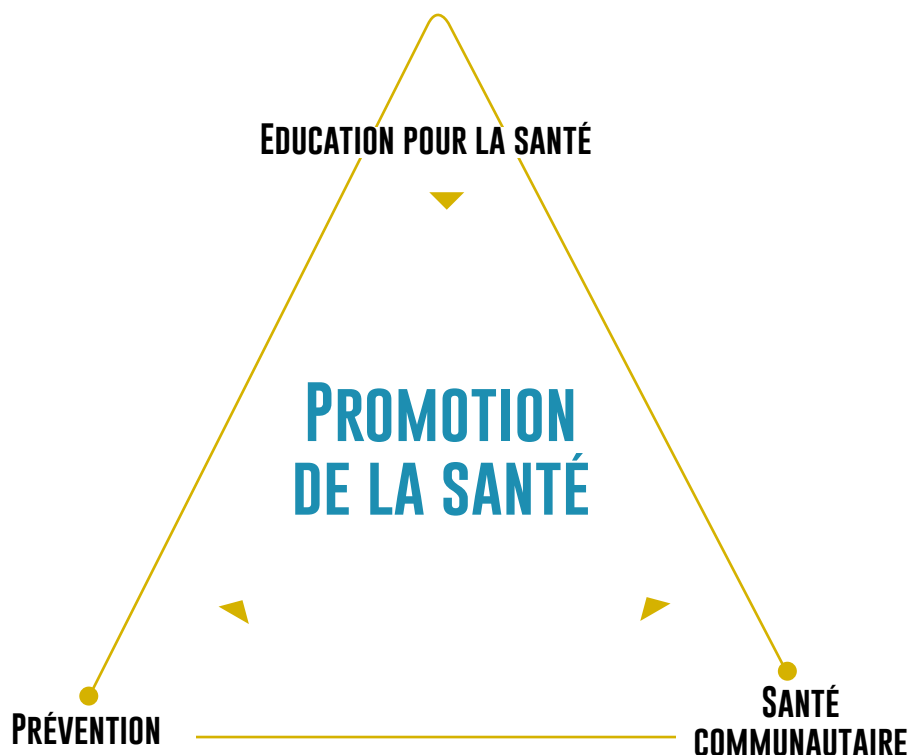 Education pour la santé
Promotion
de la santé
Prévention
Santé
communautaire